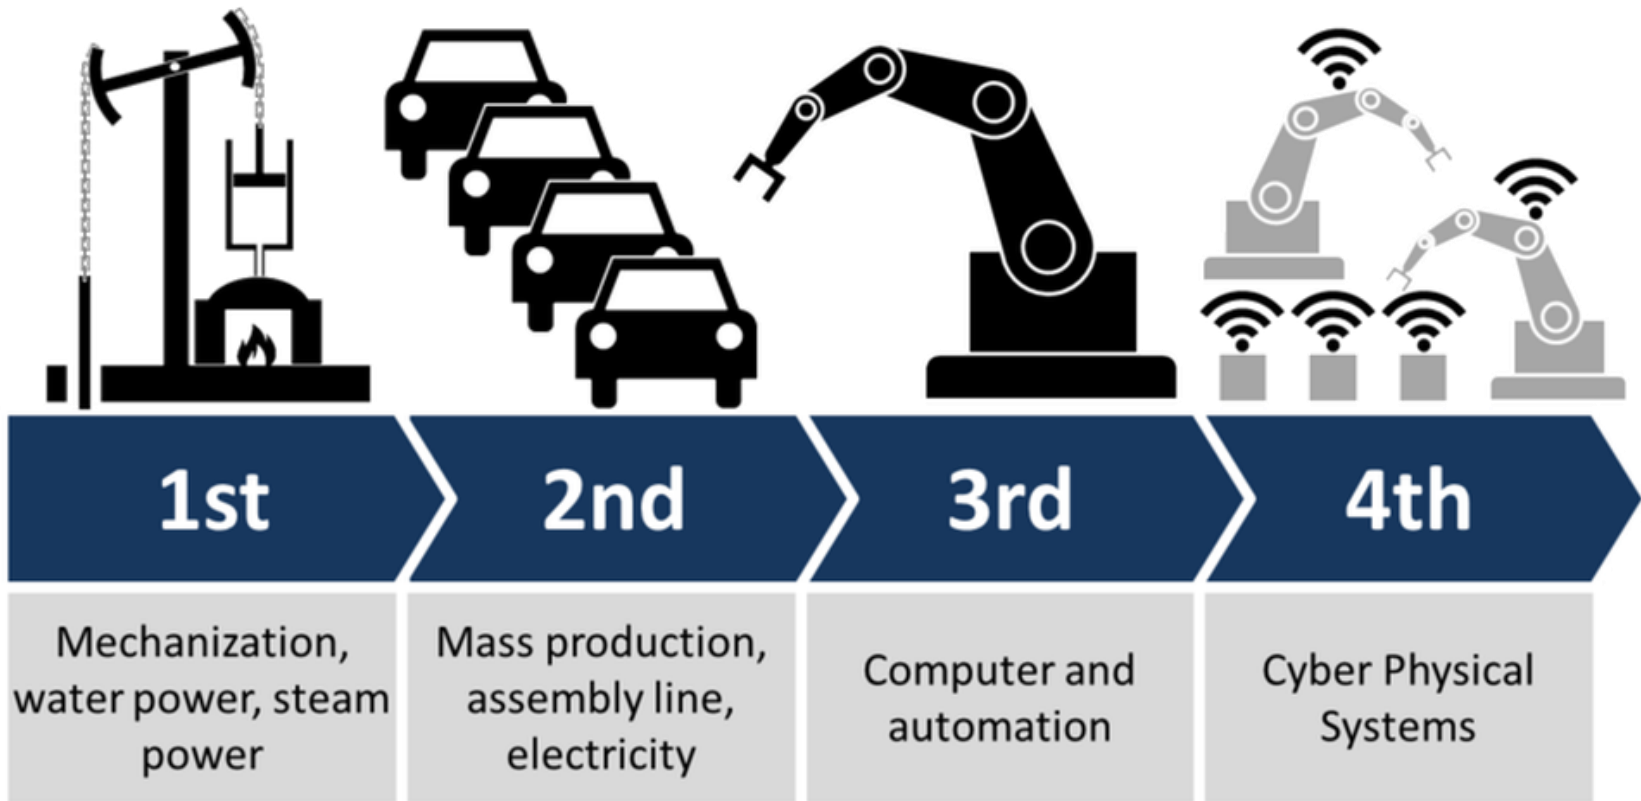 1st
2nd
3rd
4th
Mechanization,
water power, steam
power
Mass production,
assembly line,
electricity
Computer and
automation
Cyber Physical
Systems